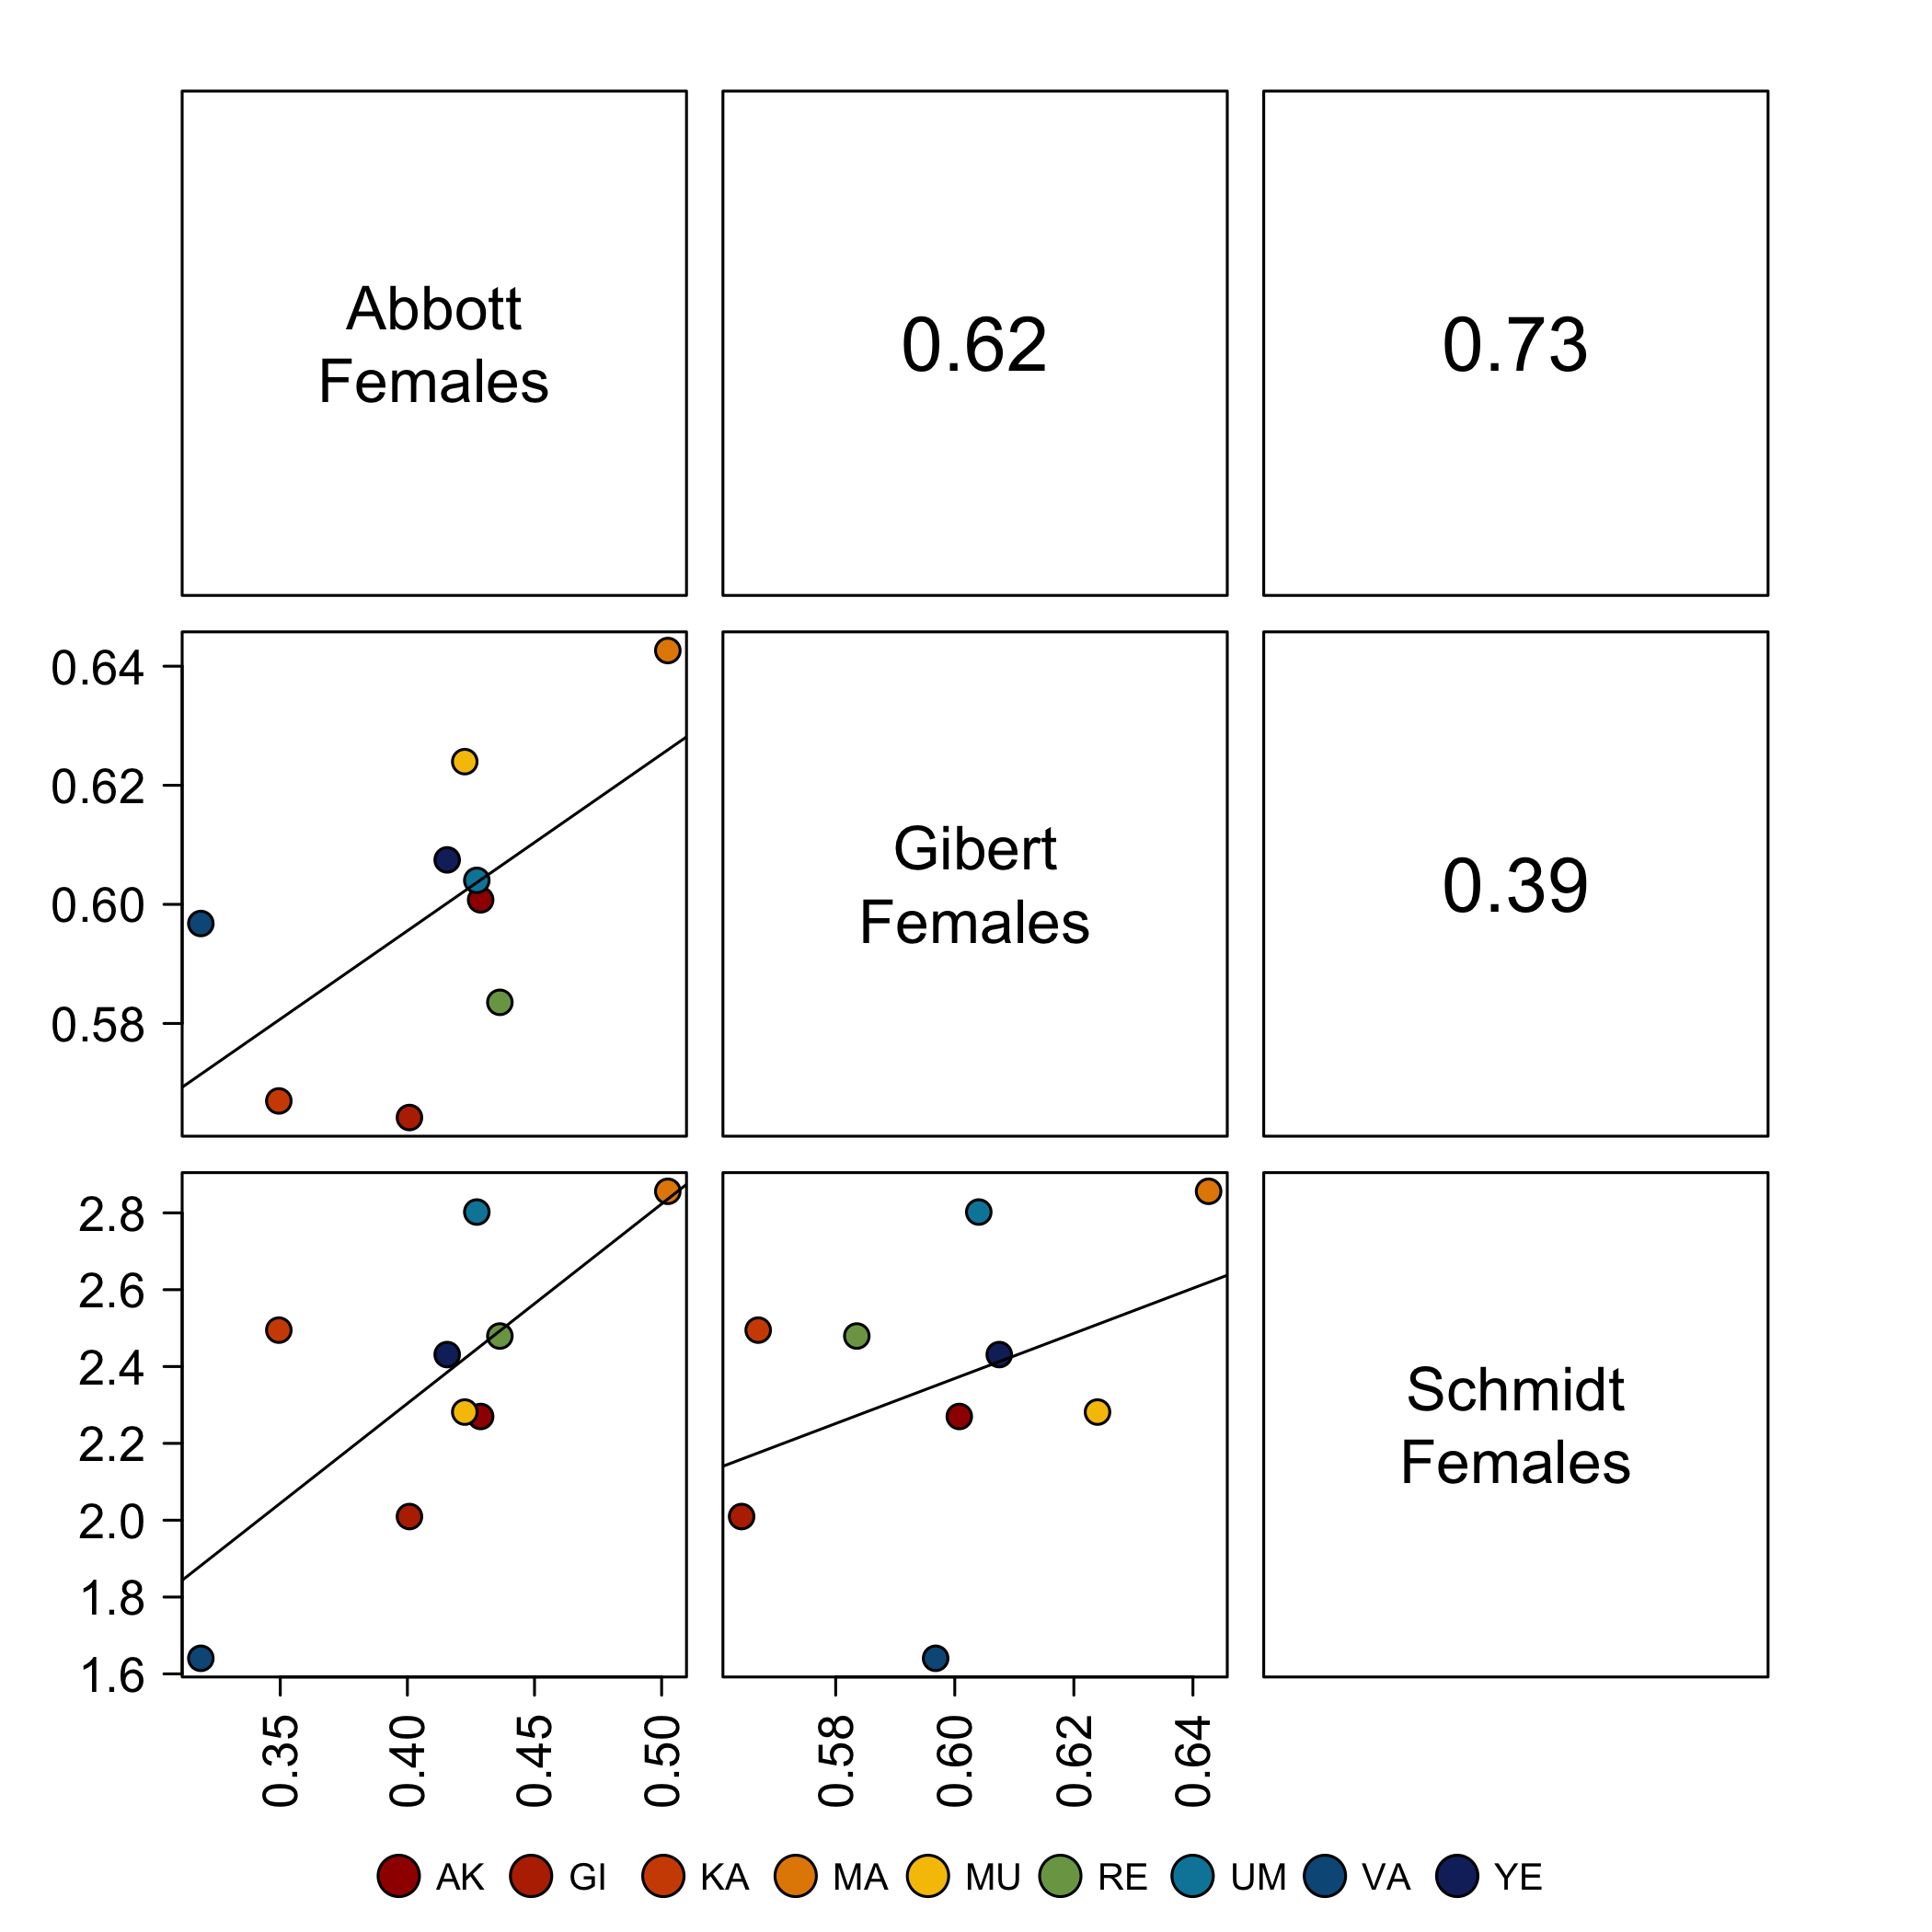 Abbott
Females
0.62
0.73
0.64
0.62
0.60
0.58
Gibert
Females
0.39
2.8
2.6
2.4
2.2
2.0
1.8
1.6
Schmidt
Females
0.35 0.40 0.45 0.50 0.58 0.60 0.62 0.64
AK GI KA MA MU RE UM VA YE